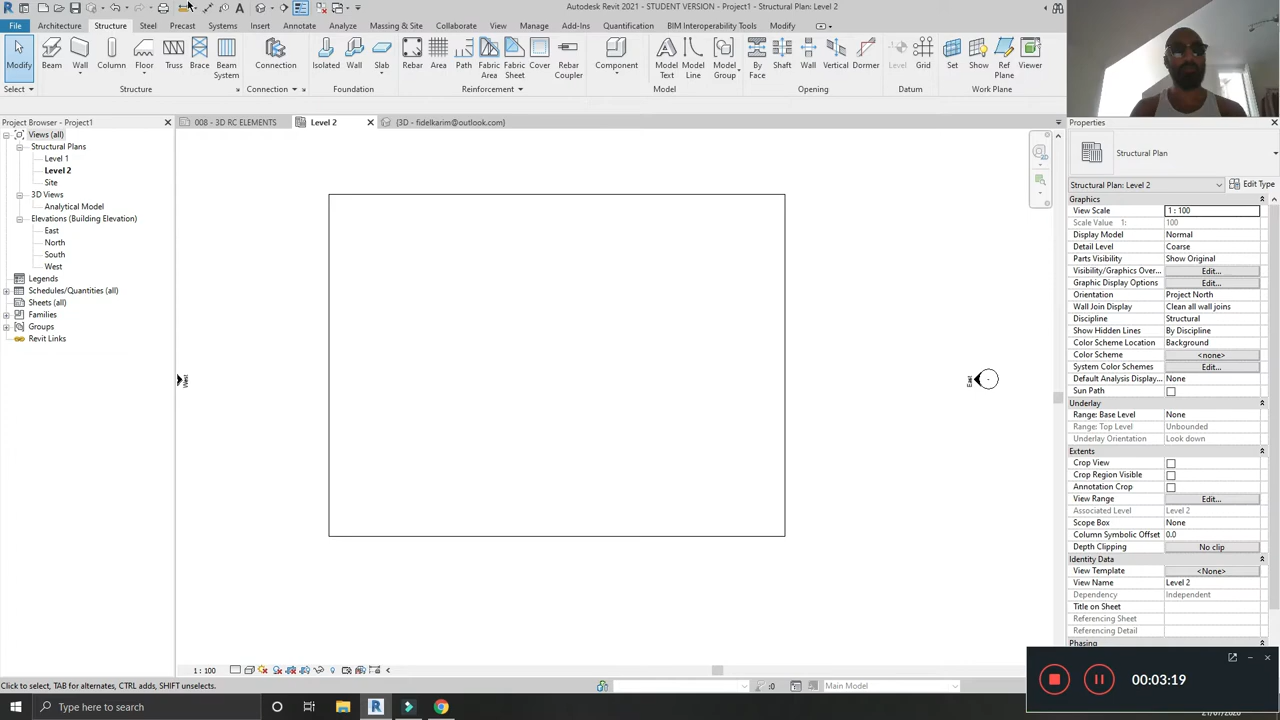 Autodesk Revit 2021 - STUDENT VERSION - Project1 - Structural Plan: Level 2
File Structure Steel Precast Systems Insert Annotate Analyze Massing & Site Collaborate View Manage Add-Ins Quantification BIM Interoperability Tools Modify
Modify Beam Wall Column Floor Truss Brace Beam System Connection Isolated Wall Slab Rebar Area Path Fabric Area Fabric Sheet Cover Rebar Coupler Component Model Text Model Line Model Group By Face Shaft Wall Vertical Dormer Level Grid Set Show Ref Plane Viewer
Select Structure Connection Foundation Reinforcement Model Opening Datum Work Plane
Project Browser - Project1
008 - 3D RC ELEMENTS Level 2 (3D - fidelkarim@outlook.com)
Views (all)
Structural Plans
Level 1
Level 2
Site
3D Views
Analytical Model
Elevations (Building Elevation)
East
North
South
West
Legends
Schedules/Quantities (all)
Sheets (all)
Families
Groups
Revit Links
West
East
Properties
Structural Plan
Structural Plan: Level 2 Edit Type
Graphics
View Scale 1 : 100
Scale Value 1: 100
Display Model Normal
Detail Level Coarse
Parts Visibility Show Original
Visibility/Graphics Over... Edit...
Graphic Display Options Edit...
Orientation Project North
Wall Join Display Clean all wall joins
Discipline Structural
Show Hidden Lines By Discipline
Color Scheme Location Background
Color Scheme <none>
System Color Schemes Edit...
Default Analysis Display... None
Sun Path
Underlay
Range: Base Level None
Range: Top Level Unbounded
Underlay Orientation Look down
Extents
Crop View
Crop Region Visible
Annotation Crop
View Range Edit...
Associated Level Level 2
Scope Box None
Column Symbolic Offset 0.0
Depth Clipping No clip
Identity Data
View Template <None>
View Name Level 2
Dependency Independent
Title on Sheet
Referencing Sheet
Referencing Detail
Phasing
1 : 100
Click to select, TAB for alternates, CTRL adds, SHIFT unselects. :0 Main Model
00:03:19
Type here to search